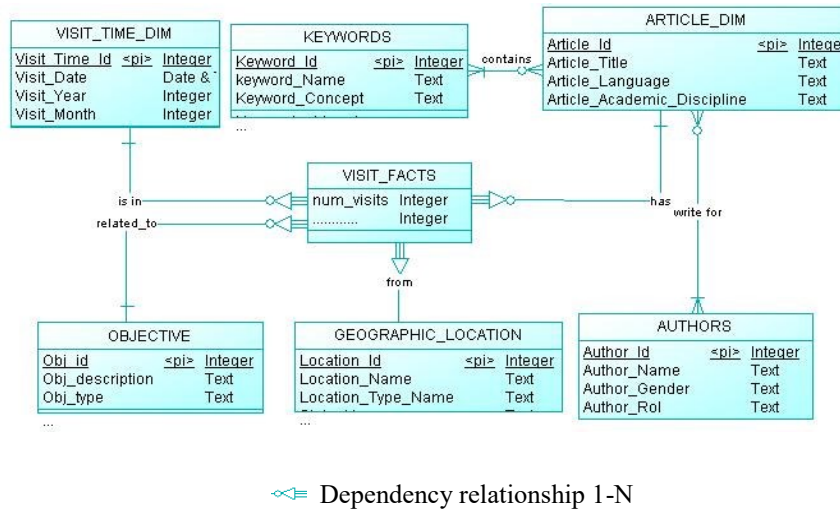 VISIT_TIME_DIM
Visit_Time_Id <pi> Integer
Visit_Date Date &
Visit_Year Integer
Visit_Month Integer
KEYWORDS
Keyword_Id <pi> Integer
keyword_Name Text
Keyword_Concept Text
...
contains
ARTICLE_DIM
Article_Id <pi> Integer
Article_Title Text
Article_Language Text
Article_Academic_Discipline Text
VISIT_FACTS
num_visits Integer
............ Integer
is in
related_to
has
write for
from
OBJECTIVE
Obj_id <pi> Integer
Obj_description Text
Obj_type Text
...
GEOGRAPHIC_LOCATION
Location_Id <pi> Integer
Location_Name Text
Location_Type_Name Text
...
AUTHORS
Author_Id <pi> Integer
Author_Name Text
Author_Gender Text
Author_Rol Text
Dependency relationship 1-N